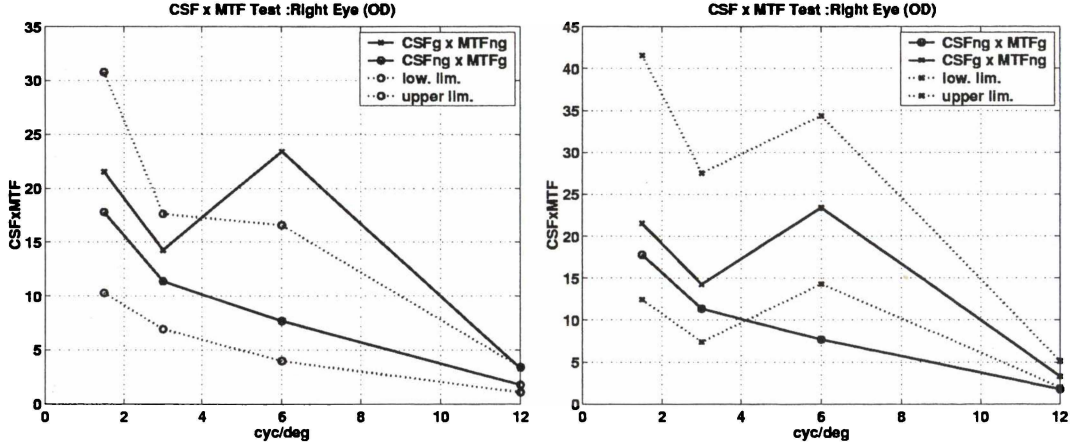 CSF x MTF Test :Right Eye (OD)
35
30
25
20
15
10
5
0
CSFxMTF
CSFg x MTFng
CSFng x MTFg
low. lim.
upper lim.
0 2 4 6 8 10 12
cyc/deg
CSF x MTF Test :Right Eye (OD)
45
40
35
30
25
20
15
10
5
0
CSFxMTF
CSFng x MTFg
CSFg x MTFng
low. lim.
upper lim.
0 2 4 6 8 10 12
cyc/deg